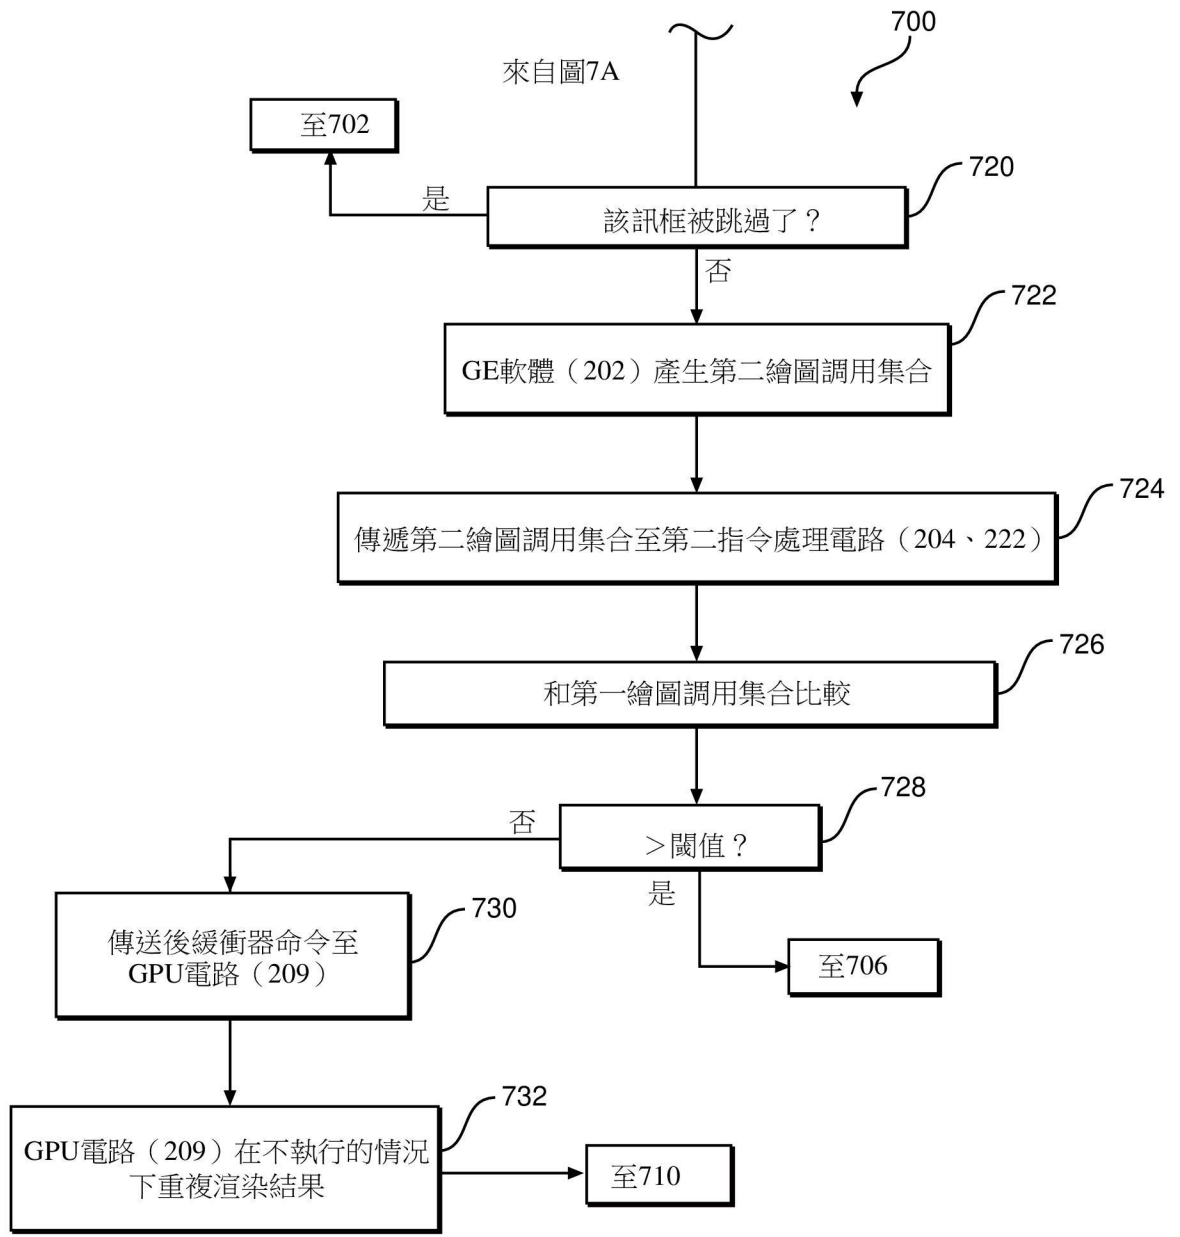 700
來自圖7A
至702
720
是
該訊框被跳過了？
否
722
GE軟體（202）產生第二繪圖調用集合
724
傳遞第二繪圖調用集合至第二指令處理電路（204、222）
726
和第一繪圖調用集合比較
728
否
＞閾值？
是
730
傳送後緩衝器命令至
GPU電路（209）
至706
732
GPU電路（209）在不執行的情況
下重複渲染結果
至710